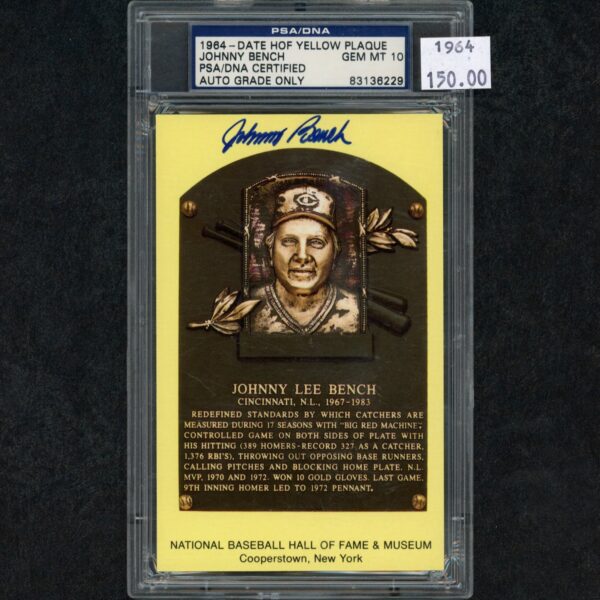 PSA/DNA
1964-DATE HOF YELLOW PLAQUE
JOHNNY BENCH GEM MT 10
PSA/DNA CERTIFIED
AUTO GRADE ONLY 83136229
1964
150.00
Johnny Bench
C
JOHNNY LEE BENCH
CINCINNATI, N.L., 1967-1983
REDEFINED STANDARDS BY WHICH CATCHERS ARE
MEASURED DURING 17 SEASONS WITH "BIG RED MACHINE".
CONTROLLED GAME ON BOTH SIDES OF PLATE WITH
HIS HITTING (389 HOMERS-RECORD 327 AS A CATCHER,
1,376 RBI'S), THROWING OUT OPPOSING BASE RUNNERS,
CALLING PITCHES AND BLOCKING HOME PLATE. N.L.
MVP, 1970 AND 1972. WON 10 GOLD GLOVES. LAST GAME,
9TH INNING HOMER LED TO 1972 PENNANT.
NATIONAL BASEBALL HALL OF FAME & MUSEUM
Cooperstown, New York